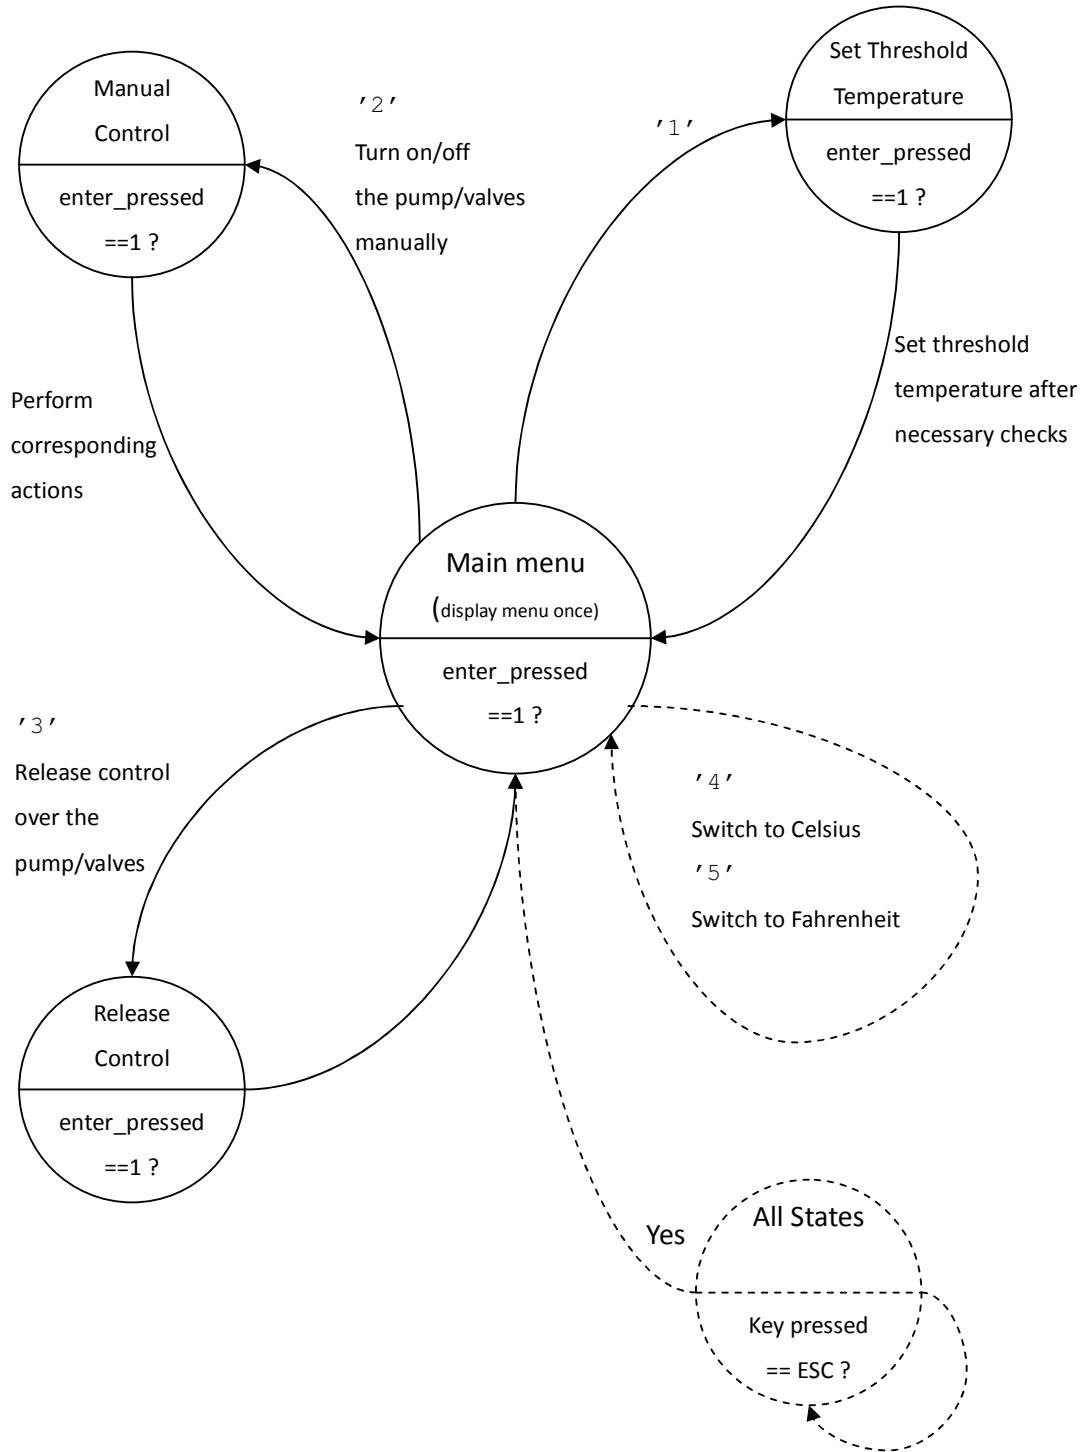 Set Threshold
Temperature
enter_pressed
==1 ?
Manual
Control
enter_pressed
==1 ?
'2'
Turn on/off
the pump/valves
manually
'1'
Set threshold
temperature after
necessary checks
Perform
corresponding
actions
Main menu
(display menu once)
enter_pressed
==1 ?
'3'
Release control
over the
pump/valves
'4'
Switch to Celsius
'5'
Switch to Fahrenheit
Release
Control
enter_pressed
==1 ?
Yes
All States
Key pressed
== ESC ?